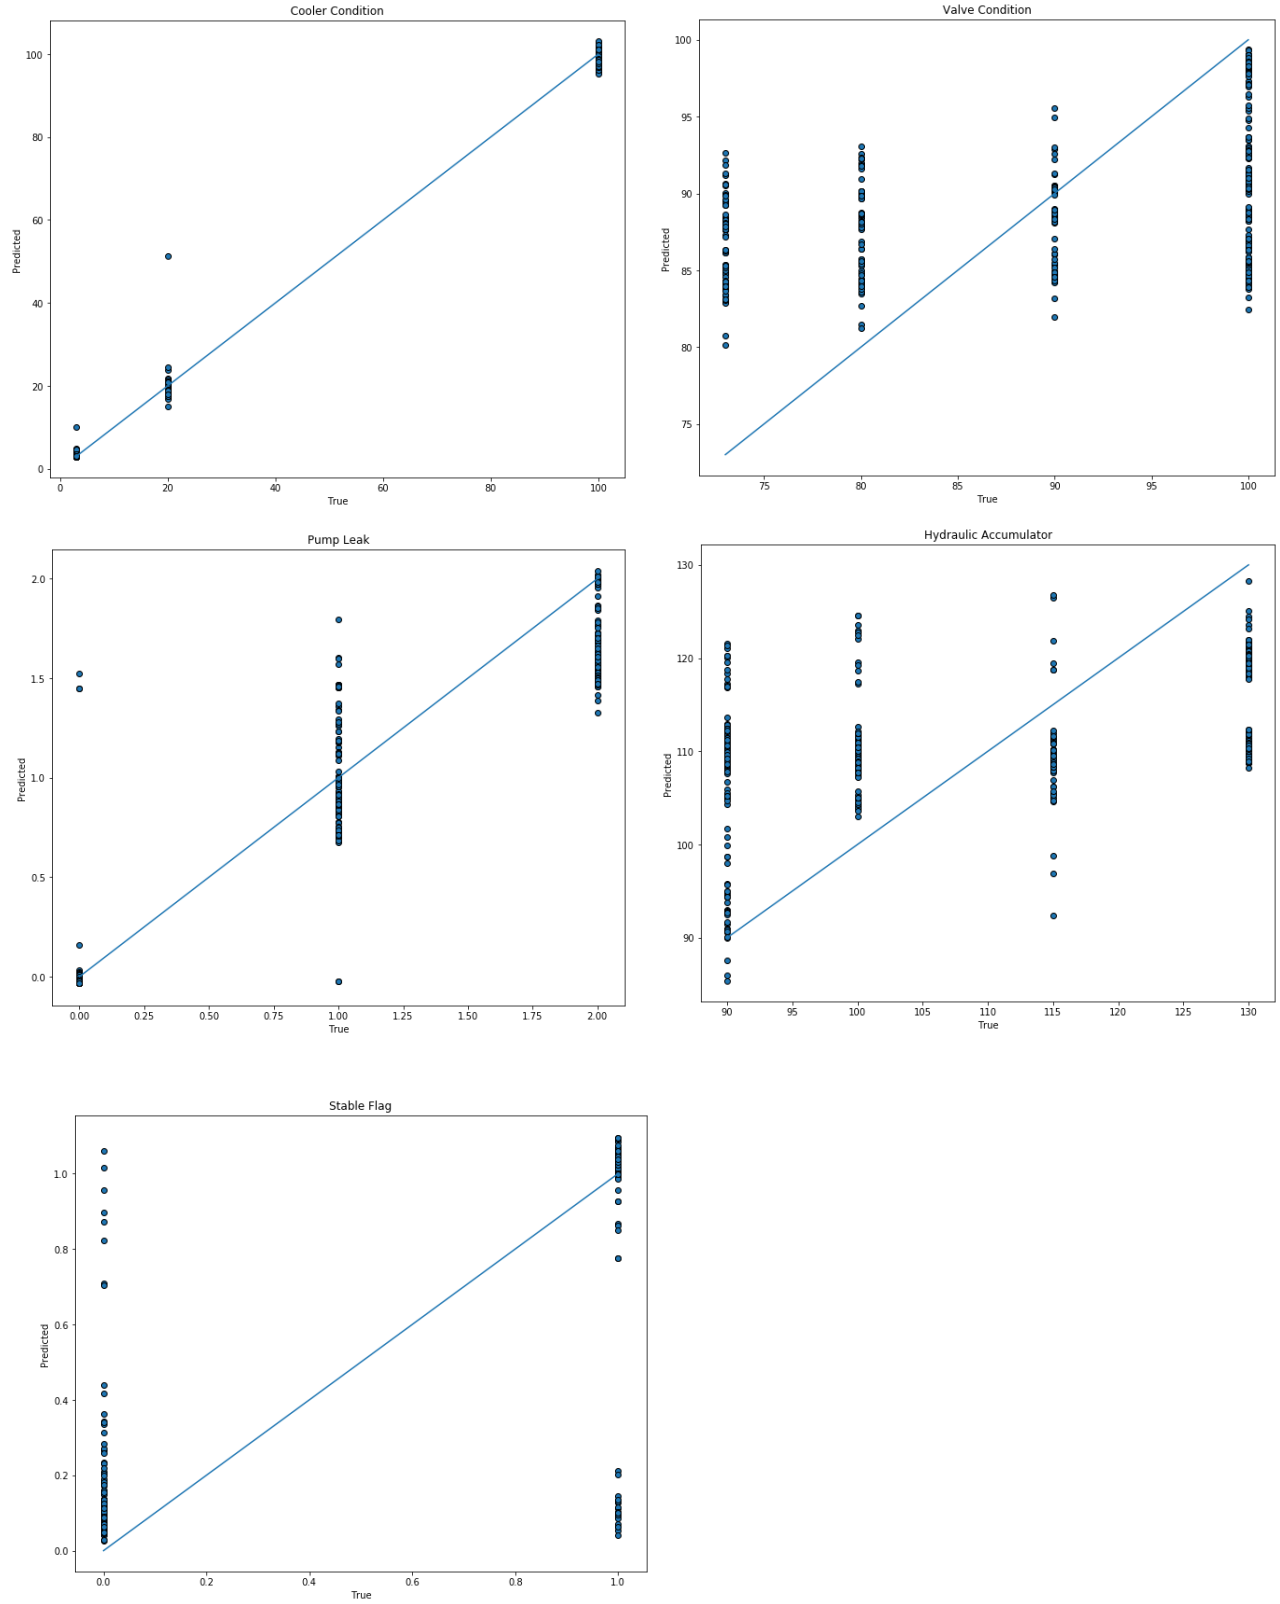 Cooler Condition
100
80
60
40
20
0
Predicted
0 20 40 60 80 100
True
Valve Condition
100
95
90
85
80
75
Predicted
75 80 85 90 95 100
True
Pump Leak
2.0
1.5
1.0
0.5
0.0
Predicted
0.00 0.25 0.50 0.75 1.00 1.25 1.50 1.75 2.00
True
Hydraulic Accumulator
130
120
110
100
90
Predicted
90 95 100 105 110 115 120 125 130
True
Stable Flag
1.0
0.8
0.6
0.4
0.2
0.0
Predicted
0.0 0.2 0.4 0.6 0.8 1.0
True